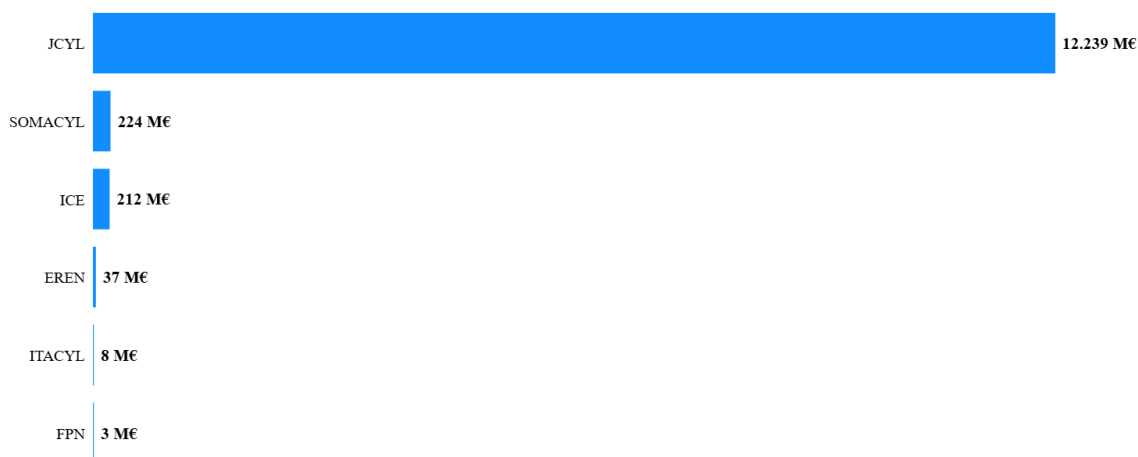 JCYL 12.239 M€
SOMACYL 224 M€
ICE 212 M€
EREN 37 M€
ITACYL 8 M€
FPN 3 M€